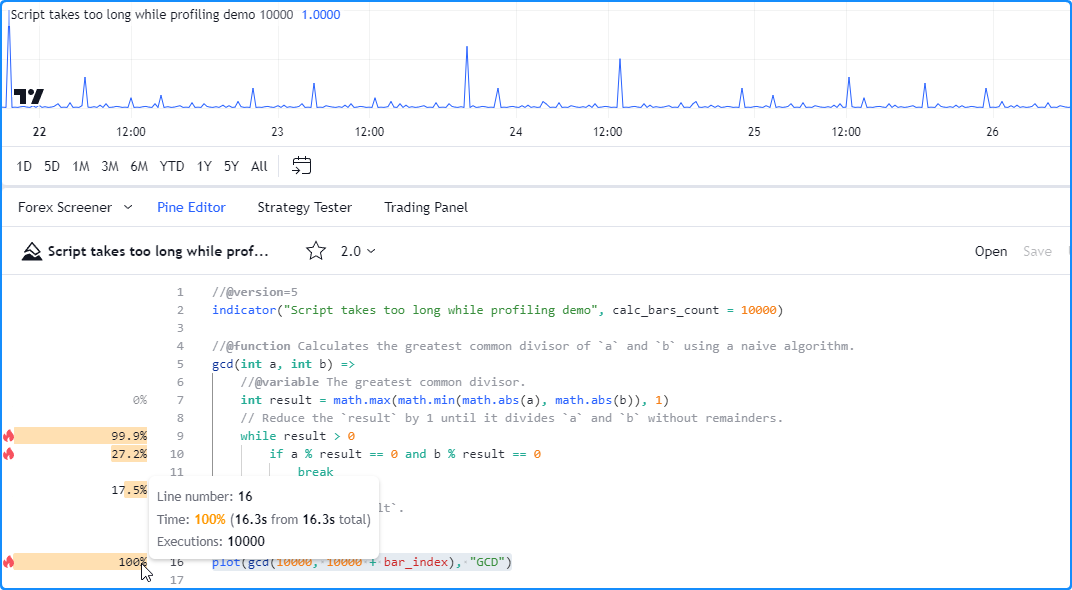 Script takes too long while profiling demo 10000 1.0000
22 12:00 23 12:00 24 12:00 25 12:00 26
1D 5D 1M 3M 6M YTD 1Y 5Y All
Forex Screener Pine Editor Strategy Tester Trading Panel
Script takes too long while prof... 2.0 Open Save
1 //@version=5
2 indicator("Script takes too long while profiling demo", calc_bars_count = 10000)
3
4 //@function Calculates the greatest common divisor of `a` and `b` using a naive algorithm.
5 gcd(int a, int b) =>
6 //@variable The greatest common divisor.
0% 7 int result = math.max(math.min(math.abs(a), math.abs(b)), 1)
8 // Reduce the `result` by 1 until it divides `a` and `b` without remainders.
99.9% 9 while result > 0
27.2% 10 if a % result == 0 and b % result == 0
11 break
17.5%
Line number: 16
lt`.
Time: 100% (16.3s from 16.3s total)
Executions: 10000
100% 16 plot(gcd(10000, 10000 + bar_index), "GCD")
17